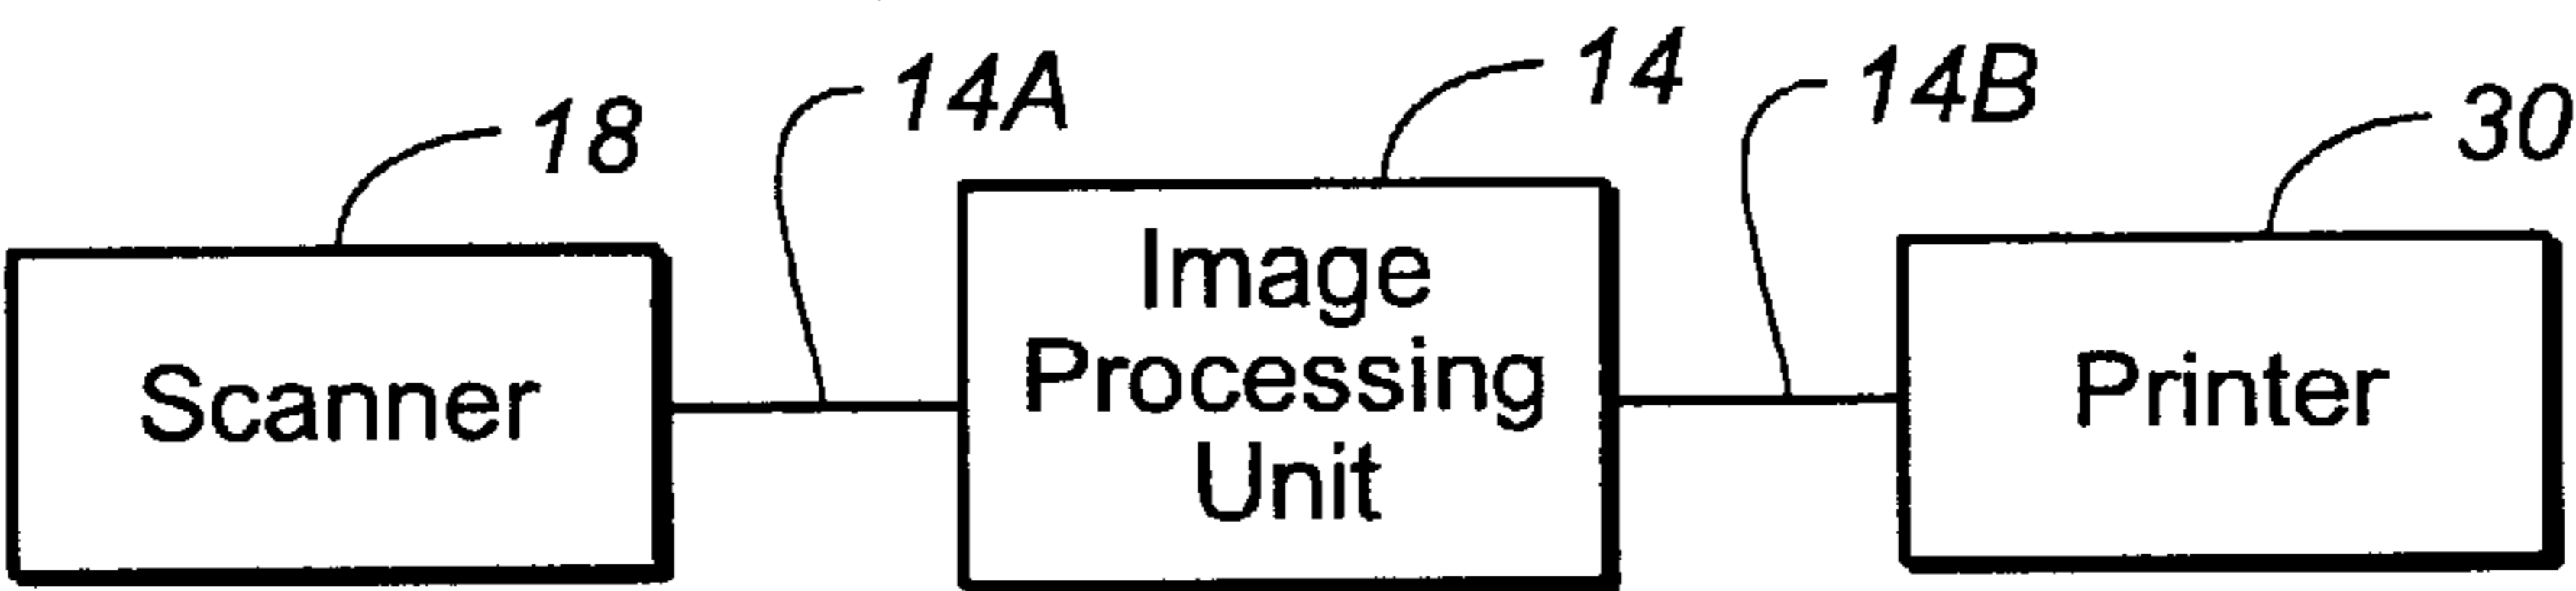 18
14A
14
14B
30
Scanner
Image
Processing
Unit
Printer